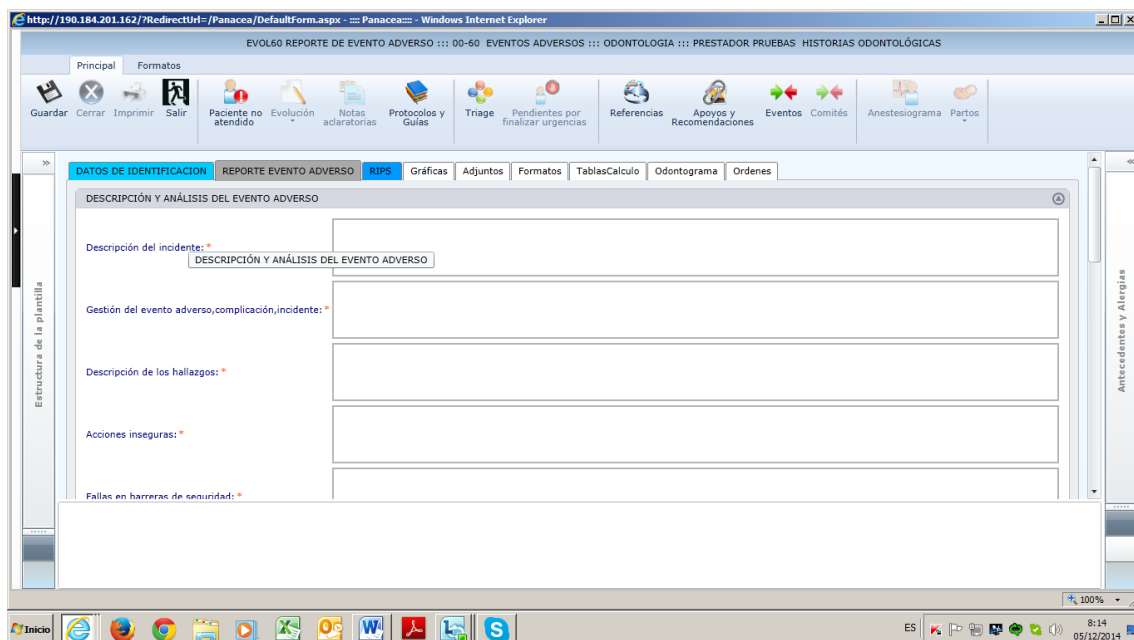 http://190.184.201.162/?RedirectUrl=/Panacea/DefaultForm.aspx - :::: Panacea:::: - Windows Internet Explorer
EVOL60 REPORTE DE EVENTO ADVERSO ::: 00-60 EVENTOS ADVERSOS ::: ODONTOLOGIA ::: PRESTADOR PRUEBAS HISTORIAS ODONTOLÓGICAS
Principal Formatos
Guardar Cerrar Imprimir Salir Paciente no atendido Evolución Notas aclaratorias Protocolos y Guías Triage Pendientes por finalizar urgencias Referencias Apoyos y Recomendaciones Eventos Comités Anestesiograma Partos
DATOS DE IDENTIFICACION REPORTE EVENTO ADVERSO RIPS Gráficas Adjuntos Formatos TablasCalculo Odontograma Ordenes
DESCRIPCIÓN Y ANÁLISIS DEL EVENTO ADVERSO
Descripción del incidente: *
DESCRIPCIÓN Y ANÁLISIS DEL EVENTO ADVERSO
Gestión del evento adverso,complicación,incidente: *
Descripción de los hallazgos: *
Acciones inseguras: *
Fallas en barreras de seguridad: *
Estructura de la plantilla
Antecedentes y Alergias
100%
Inicio
ES
8:14
05/12/2014